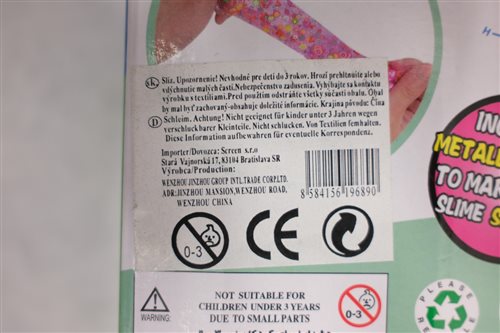 SK Sliz. Upozornenie! Nevhodné pre deti do 3 rokov. Hrozí prehltnutie alebo
vdýchnutie malých častí. Nebezpečenstvo zadusenia. Vyhýbajte sa kontaktu
výrobku s textíliami. Pred použitím odstráňte všetky súčasti obalu. Obal
by mal byť zachovaný-obsahuje dôležité informácie. Krajina pôvodu: Čína
D Schleim. Achtung! Nicht geeignet für kinder unter 3 Jahren wegen
verschluckbarer Kleinteile. Nicht schlucken. Von Textilien fernhalten.
Diese Information aufbewahren für eventuelle Korrespondenz.
Importer/Dovozca: Screen s.r.o
Stará Vajnorská 17, 83104 Bratislava SR
Výrobca/Production:
WENZHOU JINZHOU GROUP INTL.TRADE CORP.LTD.
ADR:JINZHOU MANSION,WENZHOU ROAD,
WENZHOU CHINA
8 584156 196890
0-3
CE
NOT SUITABLE FOR
CHILDREN UNDER 3 YEARS
DUE TO SMALL PARTS
0-3
METALL
TO MA
SLIME
PLEASE
H